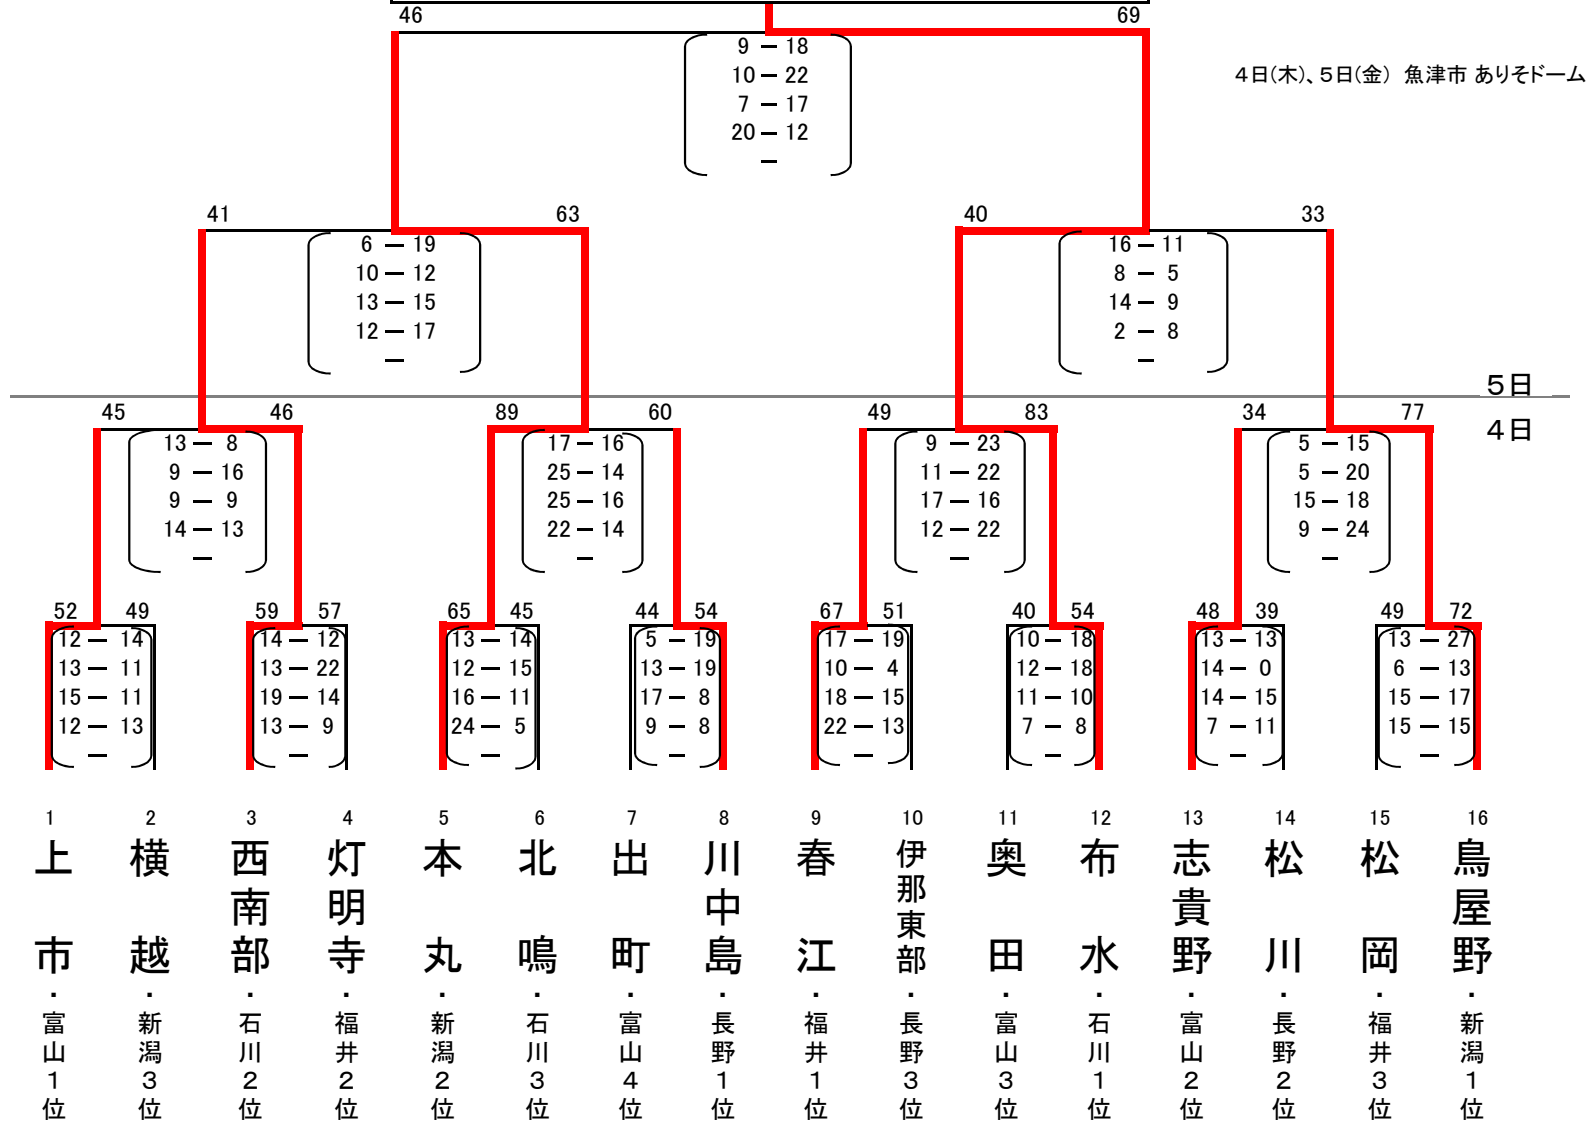 46 69
9 ー 18
４日(木)、５日(金) 魚津市 ありそドーム
10 ー 22
7 ー 17
20 ー 12
ー
41 63 40 33
6 ー 19 16 ー 11
10 ー 12 8 ー 5
13 ー 15 14 ー 9
12 ー 17 2 ー 8
ー ー
５日
45 46 89 60 49 83 34 77
４日
13 ー 8 17 ー 16 9 ー 23 5 ー 15
9 ー 16 25 ー 14 11 ー 22 5 ー 20
9 ー 9 25 ー 16 17 ー 16 15 ー 18
14 ー 13 22 ー 14 12 ー 22 9 ー 24
ー ー ー ー
52 49 59 57 65 45 44 54 67 51 40 54 48 39 49 72
12 ー 14 14 ー 12 13 ー 14 5 ー 19 17 ー 19 10 ー 18 13 ー 13 13 ー 27
13 ー 11 13 ー 22 12 ー 15 13 ー 19 10 ー 4 12 ー 18 14 ー 0 6 ー 13
15 ー 11 19 ー 14 16 ー 11 17 ー 8 18 ー 15 11 ー 10 14 ー 15 15 ー 17
12 ー 13 13 ー 9 24 ー 5 9 ー 8 22 ー 13 7 ー 8 7 ー 11 15 ー 15
ー ー ー ー ー ー ー ー
1 2 3 4 5 6 7 8 9 10 11 12 13 14 15 16
上市・富山１位
横越・新潟３位
西南部・石川２位
灯明寺・福井２位
本丸・新潟２位
北鳴・石川３位
出町・富山４位
川中島・長野１位
春江・福井１位
伊那東部・長野３位
奥田・富山３位
布水・石川１位
志貴野・富山２位
松川・長野２位
松岡・福井３位
鳥屋野・新潟１位